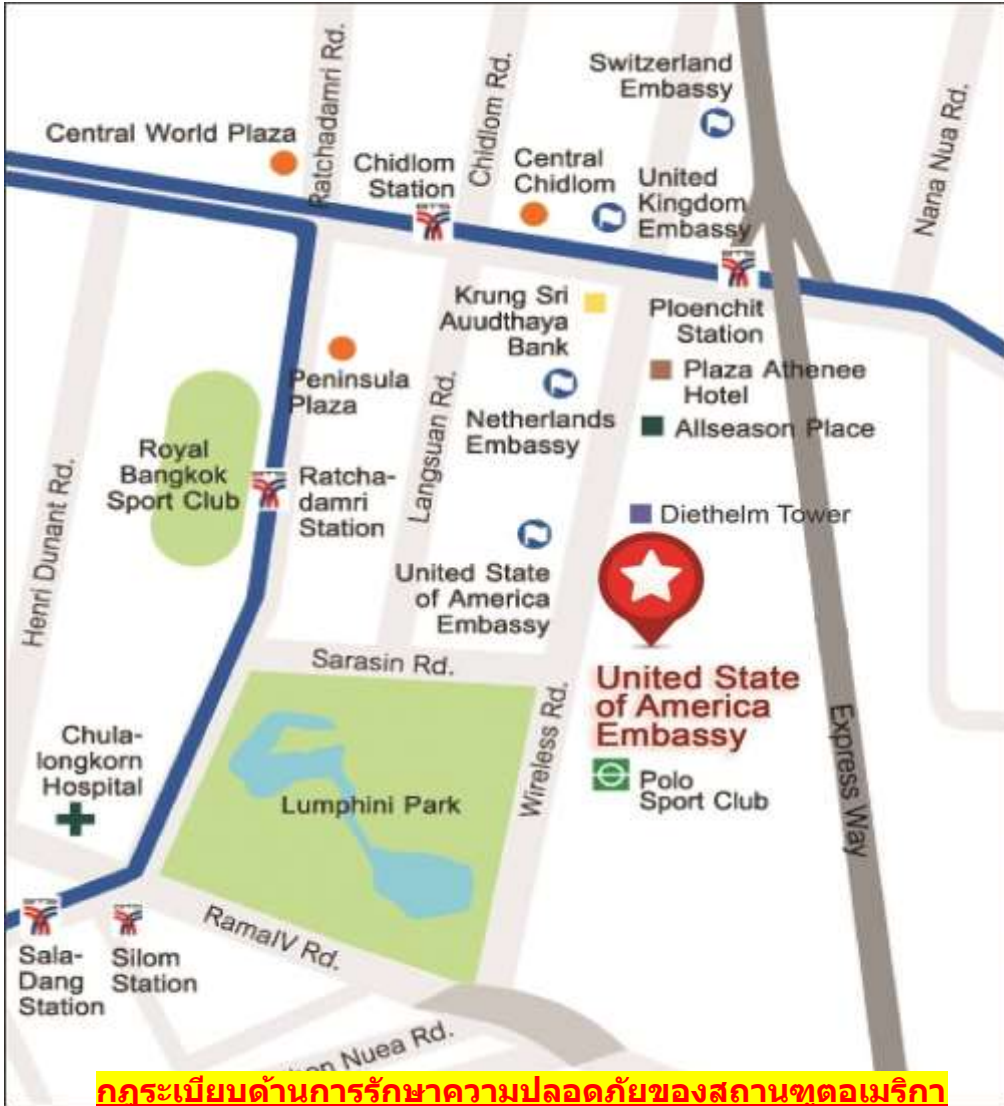 Switzerland
Embassy
Ratchadamri Rd.
Chidlom Rd.
Nana Nua Rd.
Central World Plaza
Chidlom
Station
Central
Chidlom
United
Kingdom
Embassy
Krung Sri
Auudthaya
Bank
Ploenchit
Station
Peninsula
Plaza
Plaza Athenee
Hotel
Netherlands
Embassy
Allseason Place
Royal
Bangkok
Sport Club
Ratcha-
damri
Station
Langsuan Rd.
Henri Dunant Rd.
Diethelm Tower
United State
of America
Embassy
Sarasin Rd.
United State
of America
Embassy
Wireless Rd.
Express Way
Chula-
longkorn
Hospital
Polo
Sport Club
Lumphini Park
RamaIV Rd.
Sala-
Dang
Station
Silom
Station
Nuea Rd.
กฎระเบียบด้านการรักษาความปลอดภัยของสถานฑูตอเมริกา